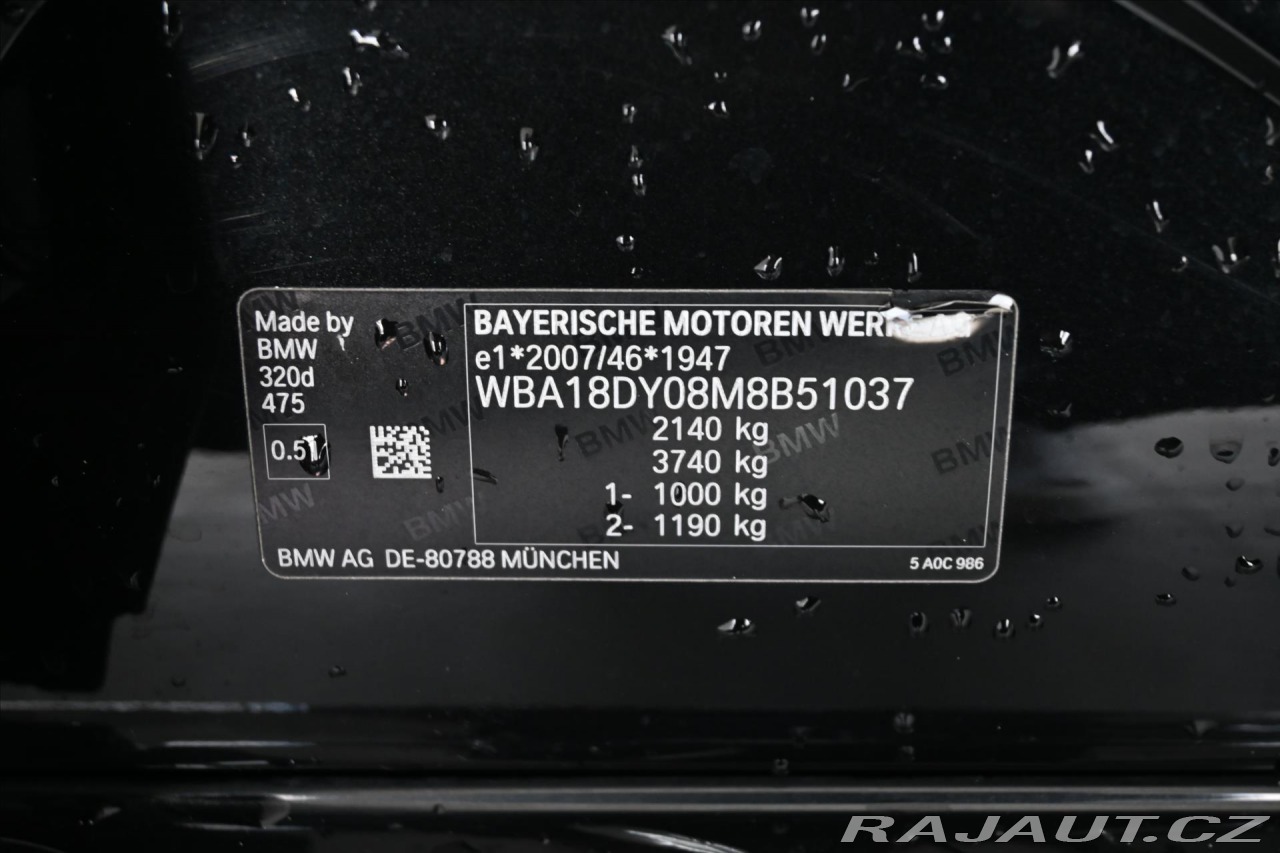 Made by
BMW
320d
475
0.51
BAYERISCHE MOTOREN
e1*2007/46*1947
WBA18DY08M8B51037
2140 kg
3740 kg
1- 1000 kg
2- 1190 kg
BMW AG DE-80788 MÜNCHEN
5 A0C 986
RAJAUT.CZ